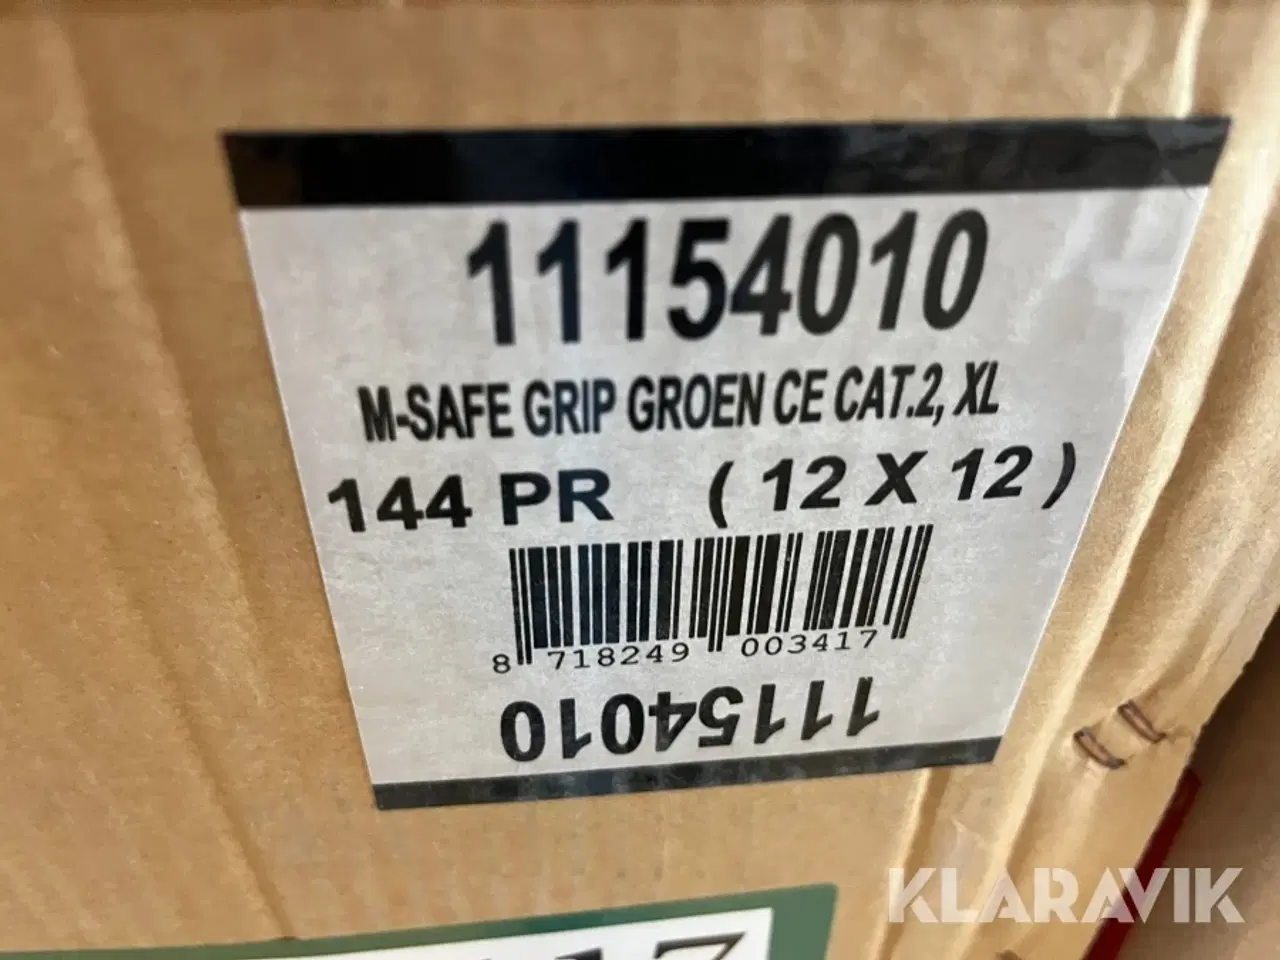 11154010
M-SAFE GRIP GROEN CE CAT.2, XL
144 PR ( 12 X 12 )
8 718249 003417
11154010
KLARAVIK